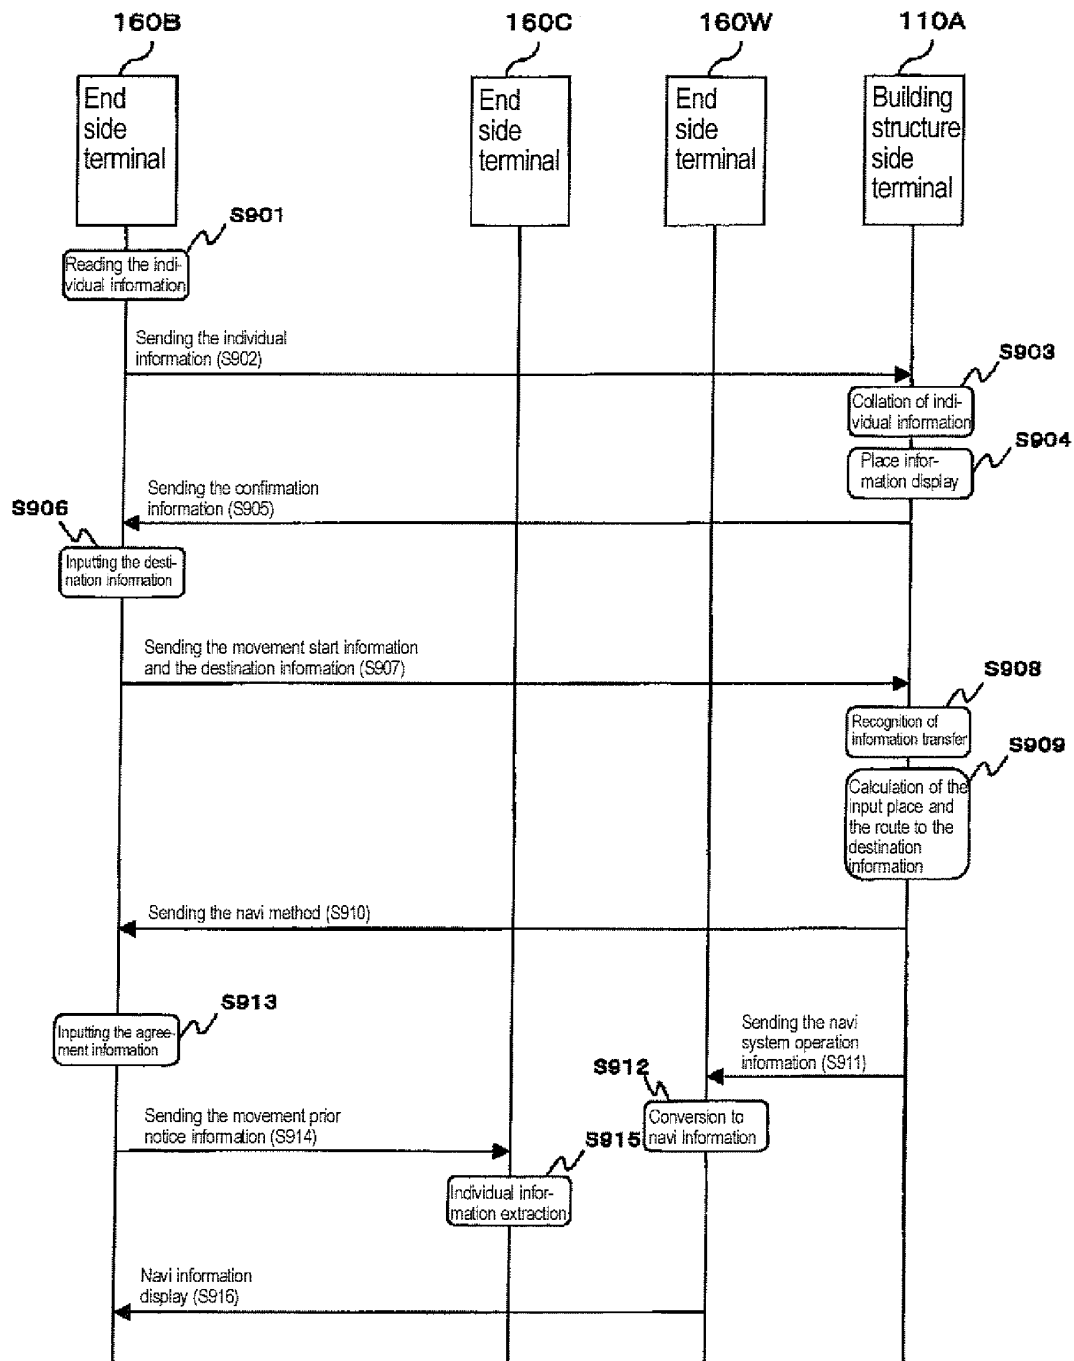 160B
160C
160W
110A
End
side
terminal
End
side
terminal
End
side
terminal
Building
structure
side
terminal
S901
Reading the indi-
vidual information
Sending the individual
information (S902)
S903
Collation of indi-
vidual information
S904
Place infor-
mation display
Sending the confirmation
information (S905)
S906
Inputting the desti-
nation information
Sending the movement start information
and the destination information (S907)
S908
Recognition of
information transfer
S909
Calculation of the
input place and
the route to the
destination
information
Sending the navi method (S910)
S913
Inputting the agree-
ment information
Sending the navi
system operation
information (S911)
S912
Conversion to
navi information
Sending the movement prior
notice information (S914)
S915
Individual infor-
mation extraction
Navi information
display (S916)